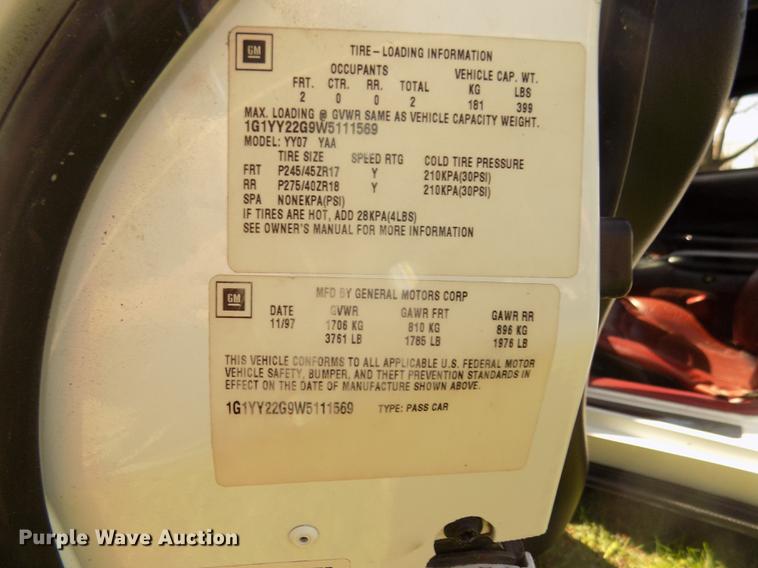 GM
TIRE-LOADING INFORMATION
OCCUPANTS VEHICLE CAP. WT.
FRT. CTR. RR. TOTAL KG LBS
2 0 0 2 181 399
MAX. LOADING @ GVWR SAME AS VEHICLE CAPACITY WEIGHT.
1G1YY22G9W5111569
MODEL: YY07 YAA
TIRE SIZE SPEED RTG COLD TIRE PRESSURE
FRT P245/45ZR17 Y 210KPA(30PSI)
RR P275/40ZR18 Y 210KPA(30PSI)
SPA NONEKPA(PSI)
IF TIRES ARE HOT, ADD 28KPA(4LBS)
SEE OWNER'S MANUAL FOR MORE INFORMATION
GM
MFD BY GENERAL MOTORS CORP
DATE GVWR GAWR FRT GAWR RR
11/97 1706 KG 810 KG 896 KG
3761 LB 1785 LB 1976 LB
THIS VEHICLE CONFORMS TO ALL APPLICABLE U.S. FEDERAL MOTOR
VEHICLE SAFETY, BUMPER, AND THEFT PREVENTION STANDARDS IN
EFFECT ON THE DATE OF MANUFACTURE SHOWN ABOVE.
1G1YY22G9W5111569 TYPE: PASS CAR
Purple Wave Auction